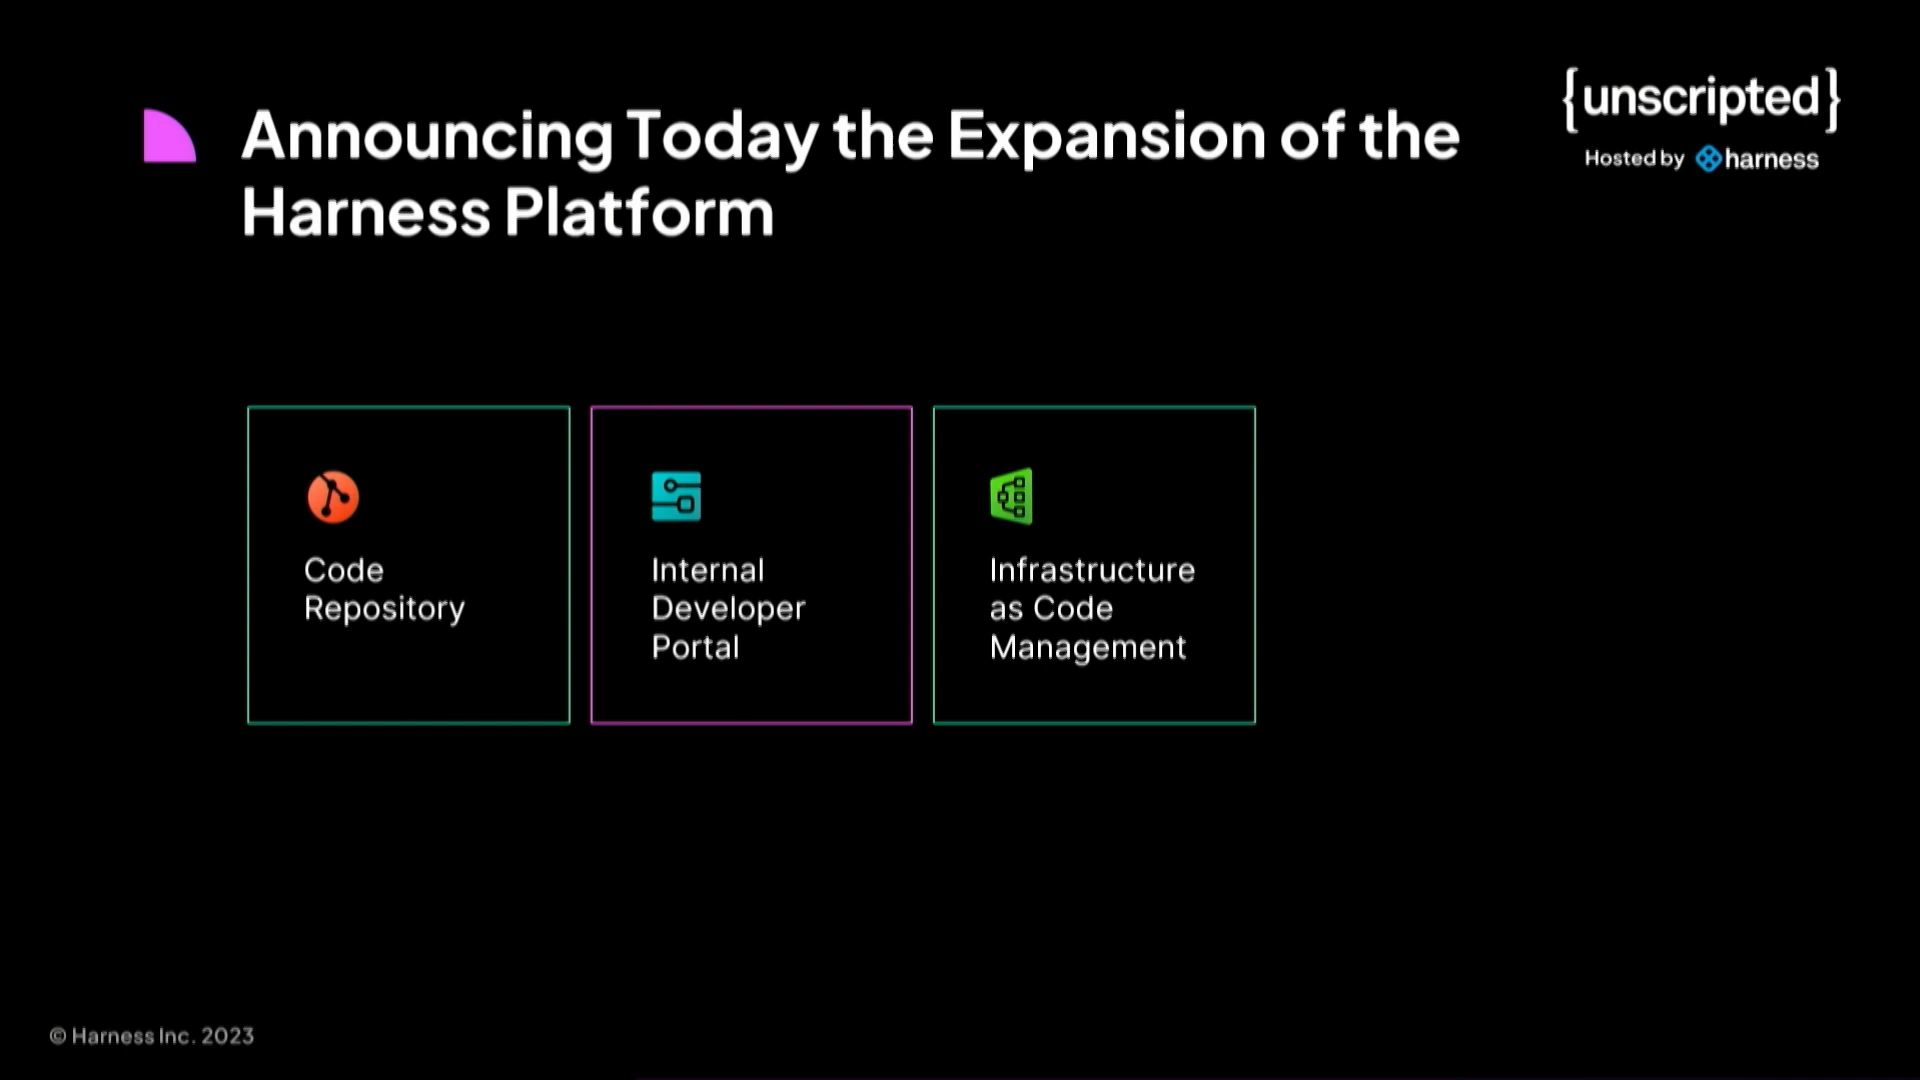 Announcing Today the Expansion of the
Harness Platform
{unscripted}
Hosted by harness
Code
Repository
Internal
Developer
Portal
Infrastructure
as Code
Management
© Harness Inc. 2023